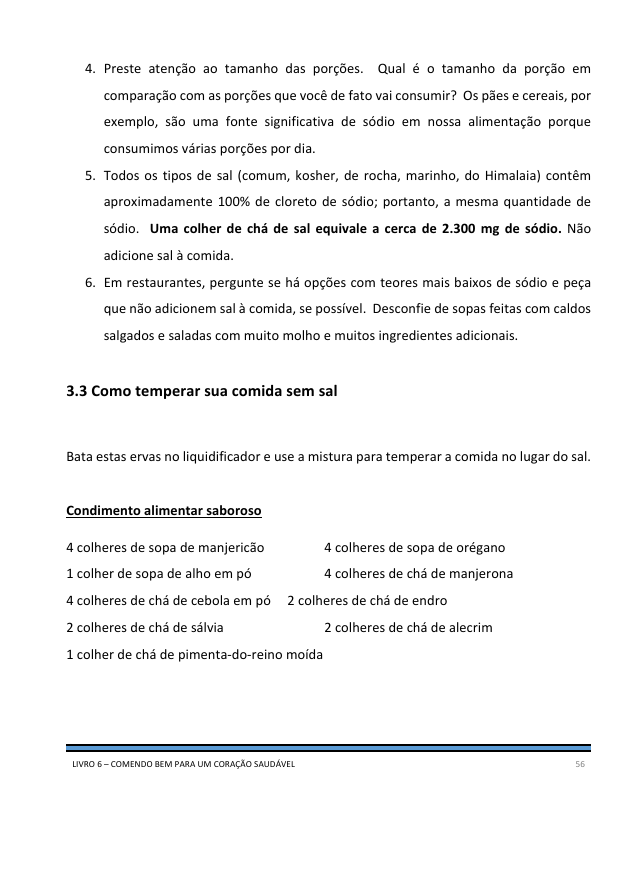 4. Preste atenção ao tamanho das porções. Qual é o tamanho da porção em
comparação com as porções que você de fato vai consumir? Os pães e cereais, por
exemplo, são uma fonte significativa de sódio em nossa alimentação porque
consumimos várias porções por dia.
5. Todos os tipos de sal (comum, kosher, de rocha, marinho, do Himalaia) contêm
aproximadamente 100% de cloreto de sódio; portanto, a mesma quantidade de
sódio. Uma colher de chá de sal equivale a cerca de 2.300 mg de sódio. Não
adicione sal à comida.
6. Em restaurantes, pergunte se há opções com teores mais baixos de sódio e peça
que não adicionem sal à comida, se possível. Desconfie de sopas feitas com caldos
salgados e saladas com muito molho e muitos ingredientes adicionais.
3.3 Como temperar sua comida sem sal
Bata estas ervas no liquidificador e use a mistura para temperar a comida no lugar do sal.
Condimento alimentar saboroso
4 colheres de sopa de manjericão 4 colheres de sopa de orégano
1 colher de sopa de alho em pó 4 colheres de chá de manjerona
4 colheres de chá de cebola em pó 2 colheres de chá de endro
2 colheres de chá de sálvia 2 colheres de chá de alecrim
1 colher de chá de pimenta-do-reino moída
LIVRO 6 – COMENDO BEM PARA UM CORAÇÃO SAUDÁVEL 56